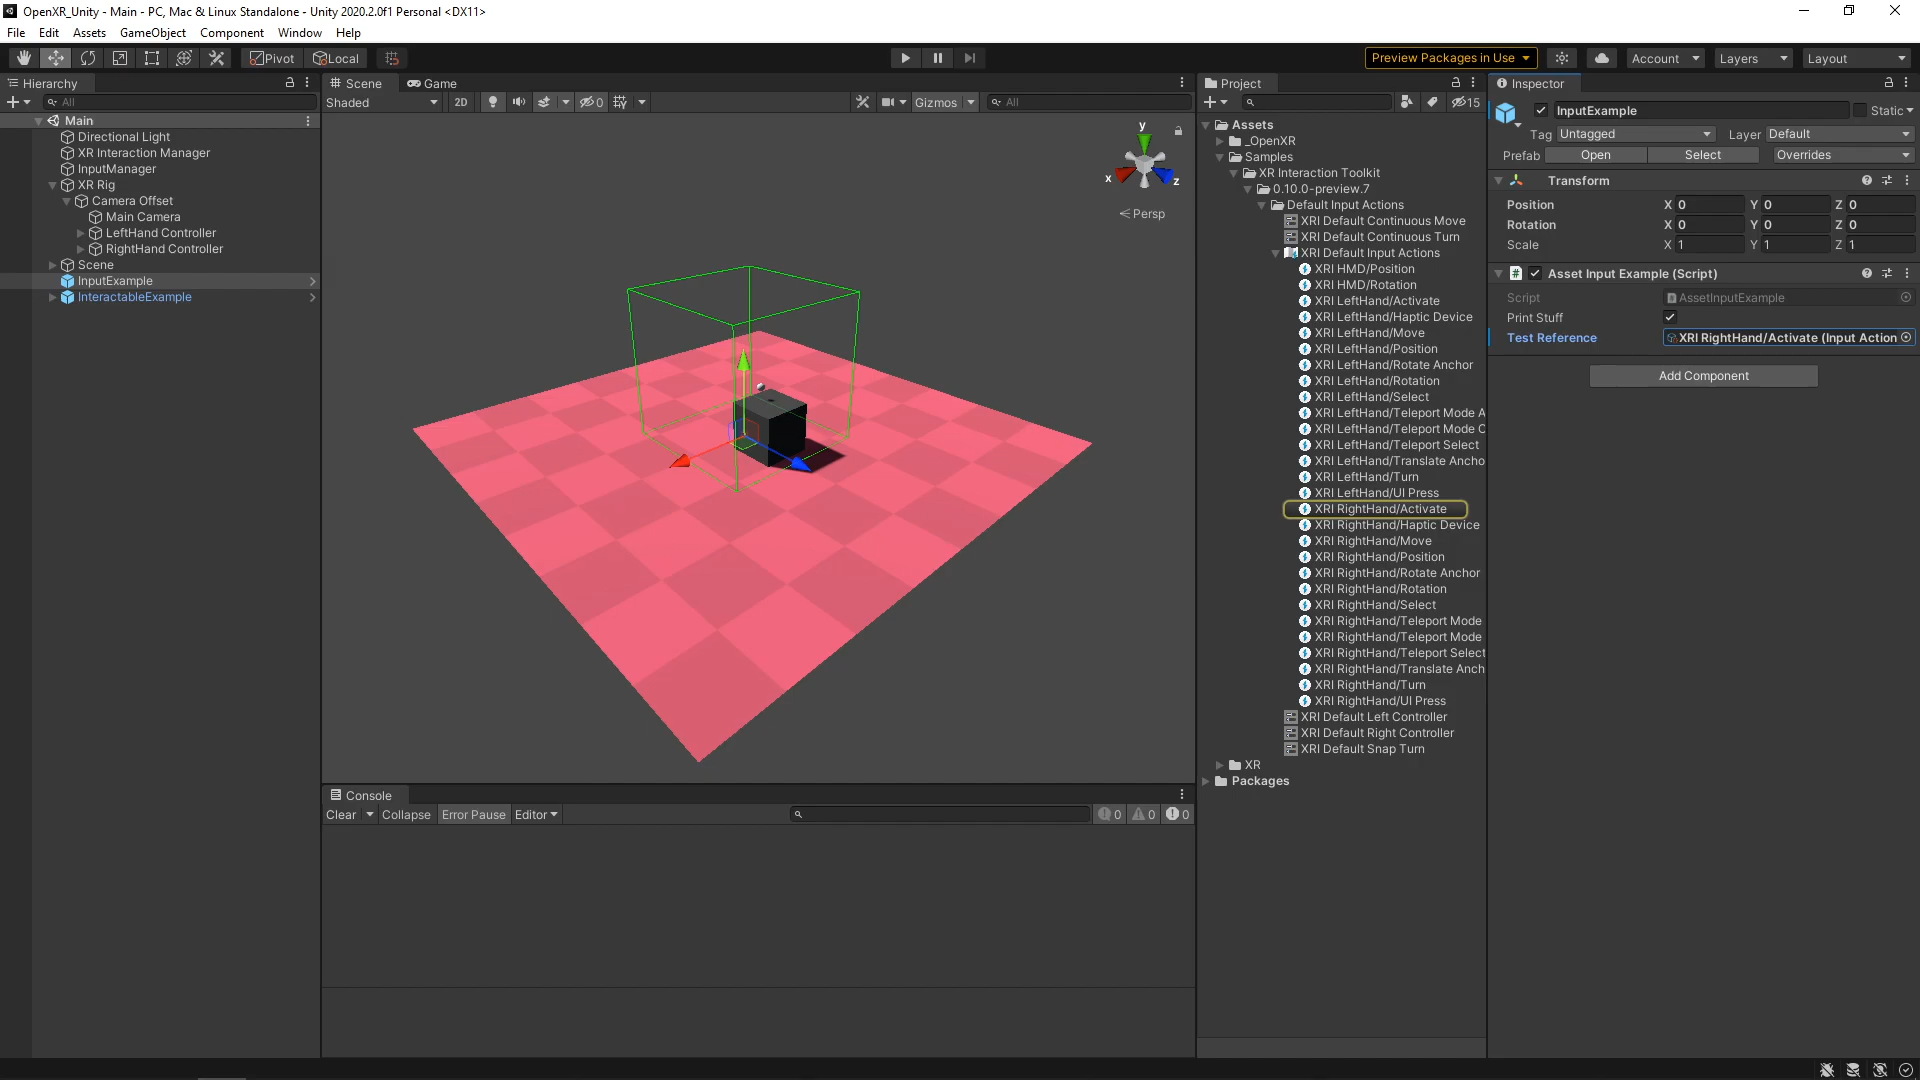 OpenXR_Unity - Main - PC, Mac & Linux Standalone - Unity 2020.2.0f1 Personal <DX11>
File Edit Assets GameObject Component Window Help
Pivot Local
Preview Packages in Use
Account Layers Layout
Hierarchy
All
Main
Directional Light
XR Interaction Manager
InputManager
XR Rig
Camera Offset
Main Camera
LeftHand Controller
RightHand Controller
Scene
InputExample
InteractableExample
Scene Game
Shaded 2D 0 Gizmos All
y
x z
Persp
Console
Clear Collapse Error Pause Editor 0 0 0
Project
15
Assets
_OpenXR
Samples
XR Interaction Toolkit
0.10.0-preview.7
Default Input Actions
XRI Default Continuous Move
XRI Default Continuous Turn
XRI Default Input Actions
XRI HMD/Position
XRI HMD/Rotation
XRI LeftHand/Activate
XRI LeftHand/Haptic Device
XRI LeftHand/Move
XRI LeftHand/Position
XRI LeftHand/Rotate Anchor
XRI LeftHand/Rotation
XRI LeftHand/Select
XRI LeftHand/Teleport Mode A
XRI LeftHand/Teleport Mode C
XRI LeftHand/Teleport Select
XRI LeftHand/Translate Ancho
XRI LeftHand/Turn
XRI LeftHand/UI Press
XRI RightHand/Activate
XRI RightHand/Haptic Device
XRI RightHand/Move
XRI RightHand/Position
XRI RightHand/Rotate Anchor
XRI RightHand/Rotation
XRI RightHand/Select
XRI RightHand/Teleport Mode
XRI RightHand/Teleport Mode
XRI RightHand/Teleport Select
XRI RightHand/Translate Anch
XRI RightHand/Turn
XRI RightHand/UI Press
XRI Default Left Controller
XRI Default Right Controller
XRI Default Snap Turn
XR
Packages
Inspector
InputExample Static
Tag Untagged Layer Default
Prefab Open Select Overrides
Transform
Position X 0 Y 0 Z 0
Rotation X 0 Y 0 Z 0
Scale X 1 Y 1 Z 1
# Asset Input Example (Script)
Script AssetInputExample
Print Stuff
Test Reference XRI RightHand/Activate (Input Action
Add Component